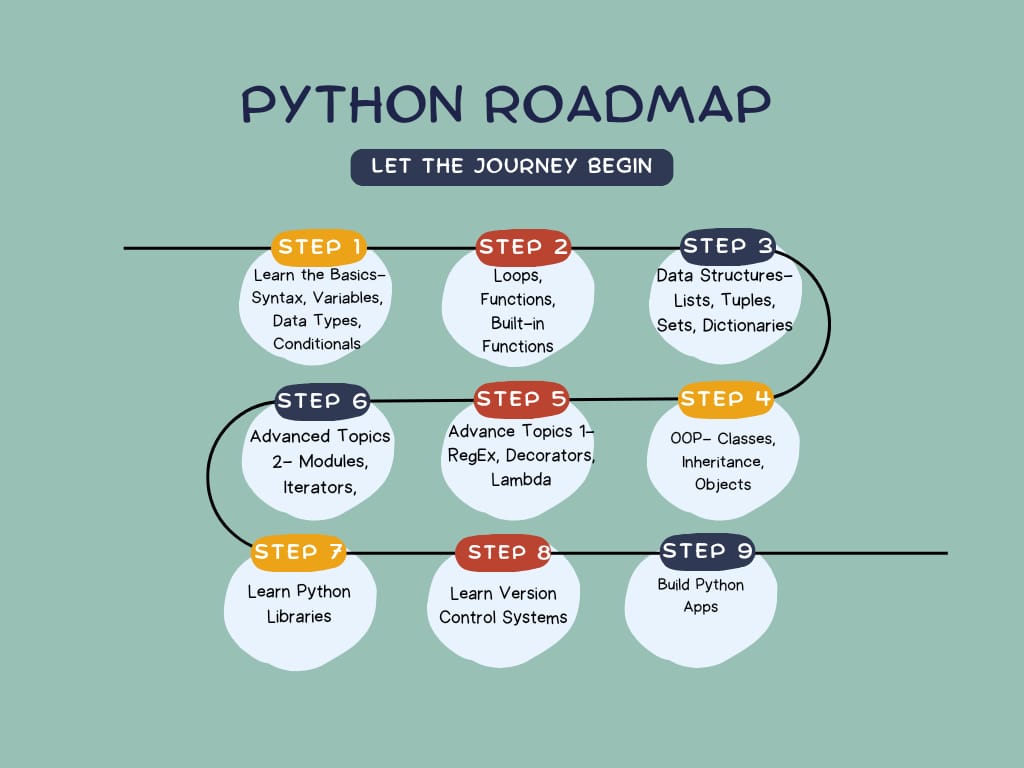 PYTHON ROADMAP
LET THE JOURNEY BEGIN
STEP 1
Learn the Basics-
Syntax, Variables,
Data Types,
Conditionals
STEP 2
Loops,
Functions,
Built-in
Functions
STEP 3
Data Structures-
Lists, Tuples,
Sets, Dictionaries
STEP 4
OOP- Classes,
Inheritance,
Objects
STEP 5
Advance Topics 1-
RegEx, Decorators,
Lambda
STEP 6
Advanced Topics
2- Modules,
Iterators,
STEP 7
Learn Python
Libraries
STEP 8
Learn Version
Control Systems
STEP 9
Build Python
Apps